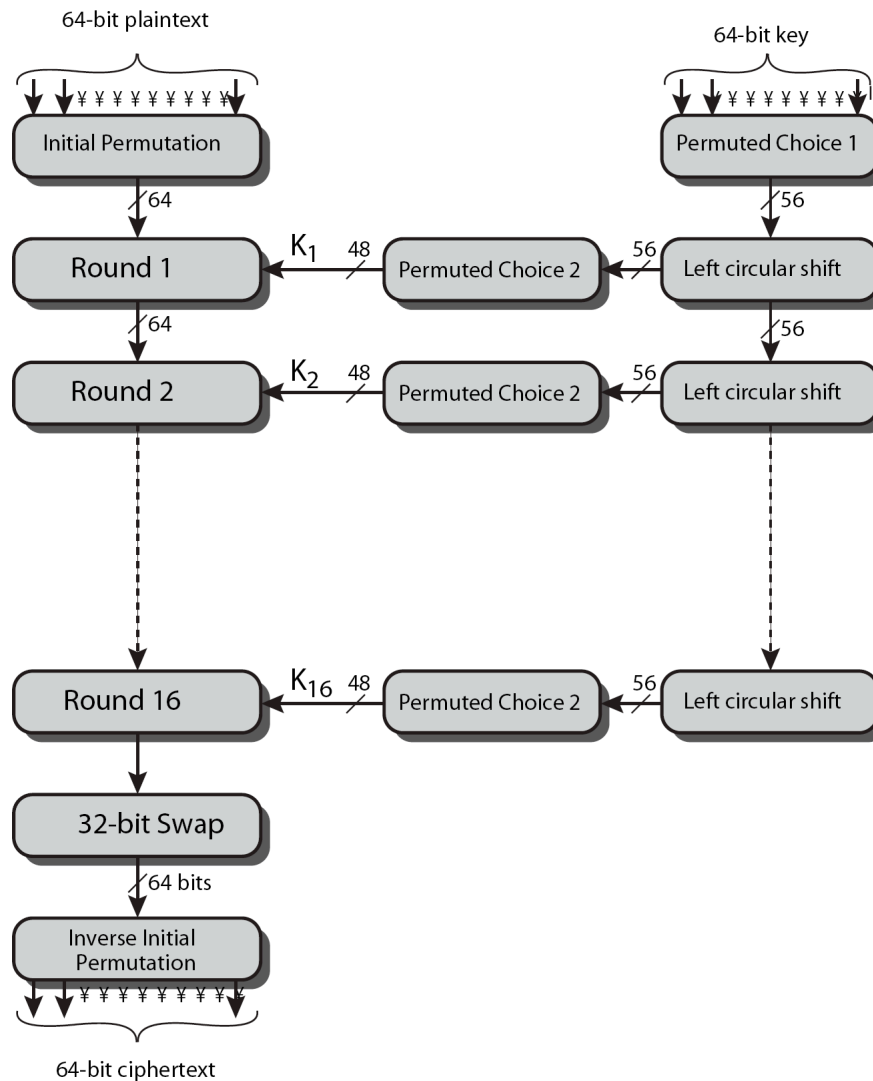 64-bit plaintext
64-bit key
¥ ¥ ¥ ¥ ¥ ¥ ¥ ¥ ¥
¥ ¥ ¥ ¥ ¥ ¥ ¥ ¥ ¥
Initial Permutation
Permuted Choice 1
64
56
Round 1
K1
48
Permuted Choice 2
56
Left circular shift
64
56
Round 2
K2
48
Permuted Choice 2
56
Left circular shift
Round 16
K16
48
Permuted Choice 2
56
Left circular shift
32-bit Swap
64 bits
Inverse Initial
Permutation
¥ ¥ ¥ ¥ ¥ ¥ ¥ ¥ ¥
64-bit ciphertext